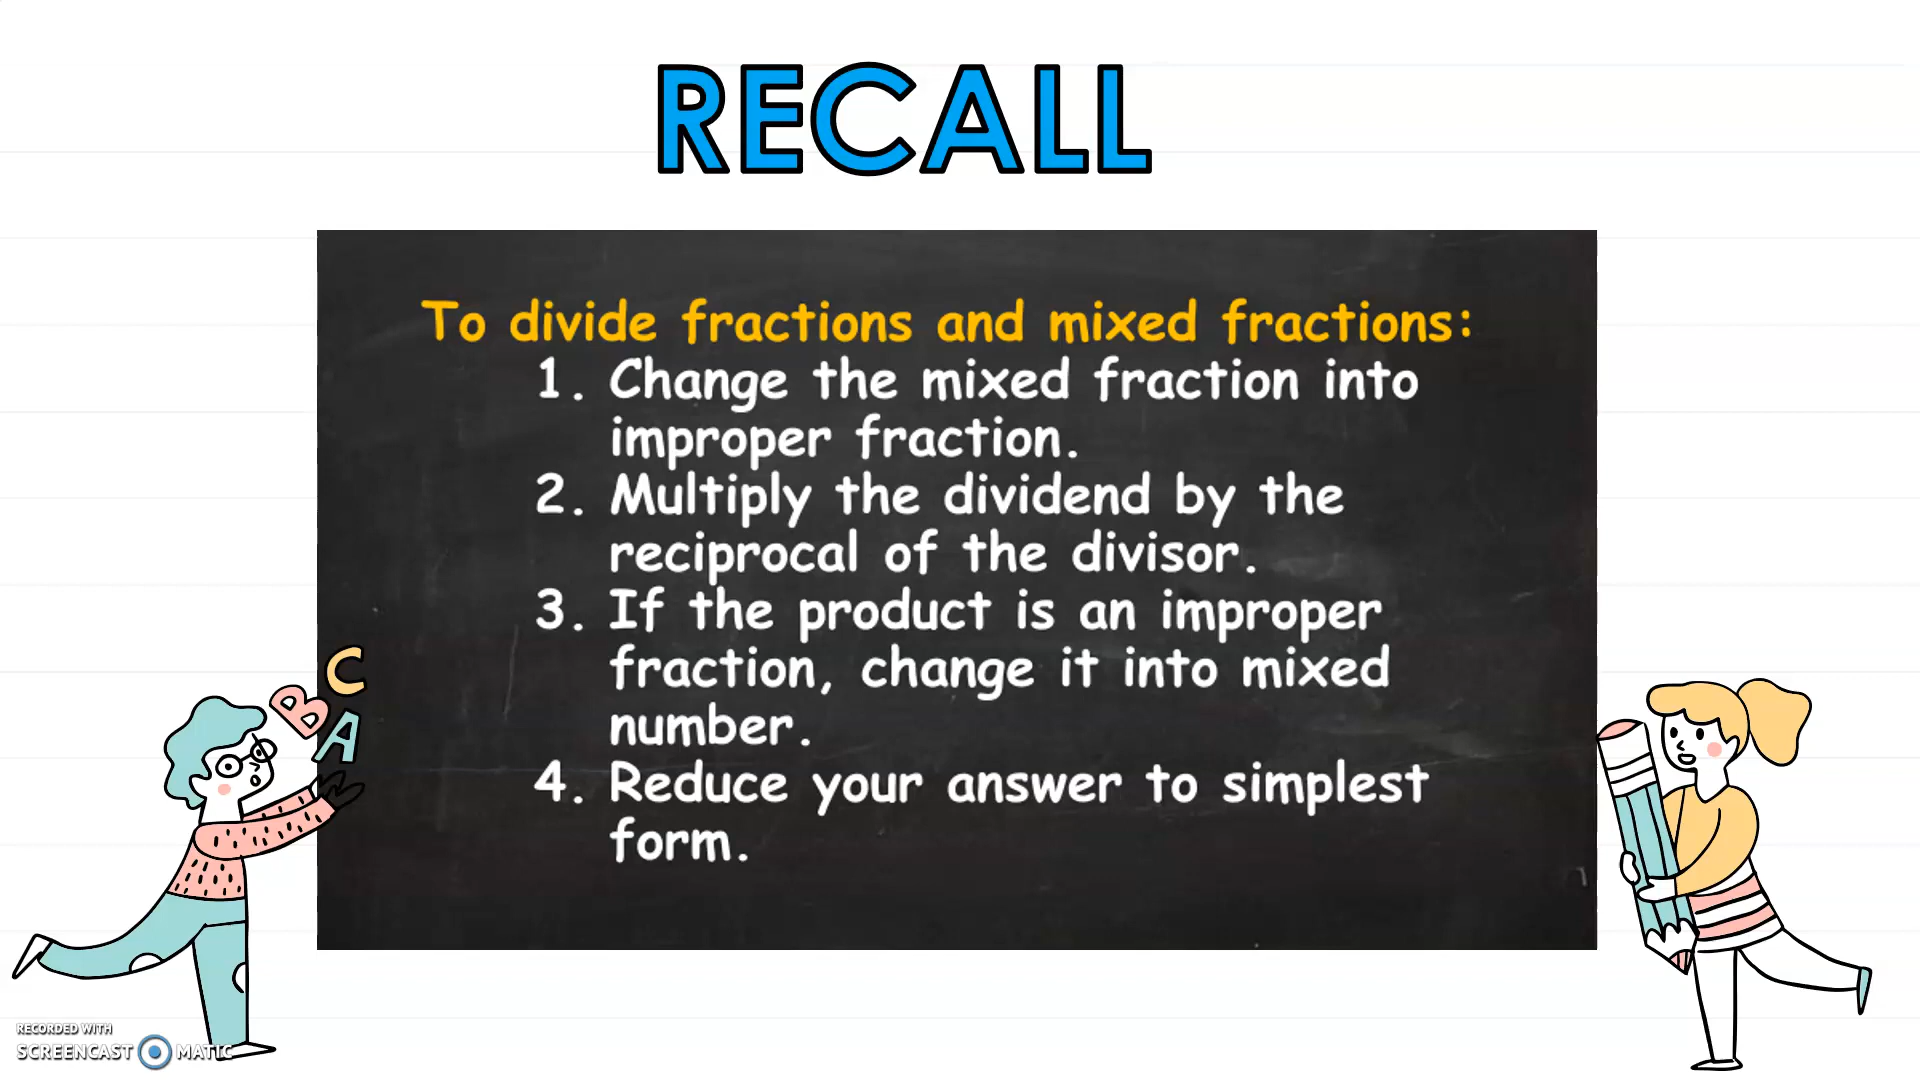 RECALL
To divide fractions and mixed fractions:
1. Change the mixed fraction into
improper fraction.
2. Multiply the dividend by the
reciprocal of the divisor.
3. If the product is an improper
fraction, change it into mixed
number.
4. Reduce your answer to simplest
form.
C
B
A
RECORDED WITH
SCREENCAST MATIC